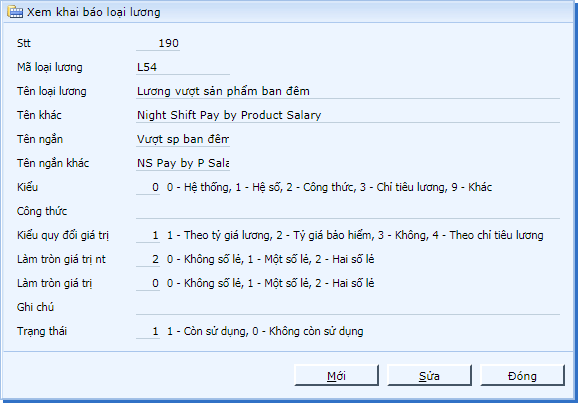 Xem khai báo loại lương
Stt 190
Mã loại lương L54
Tên loại lương Lương vượt sản phẩm ban đêm
Tên khác Night Shift Pay by Product Salary
Tên ngắn Vượt sp ban đêm
Tên ngắn khác NS Pay by P Sala
Kiểu 0 0 - Hệ thống, 1 - Hệ số, 2 - Công thức, 3 - Chỉ tiêu lương, 9 - Khác
Công thức
Kiểu quy đổi giá trị 1 1 - Theo tỷ giá lương, 2 - Tỷ giá bảo hiểm, 3 - Không, 4 - Theo chỉ tiêu lương
Làm tròn giá trị nt 2 0 - Không số lẻ, 1 - Một số lẻ, 2 - Hai số lẻ
Làm tròn giá trị 0 0 - Không số lẻ, 1 - Một số lẻ, 2 - Hai số lẻ
Ghi chú
Trạng thái 1 1 - Còn sử dụng, 0 - Không còn sử dụng
Mới Sửa Đóng